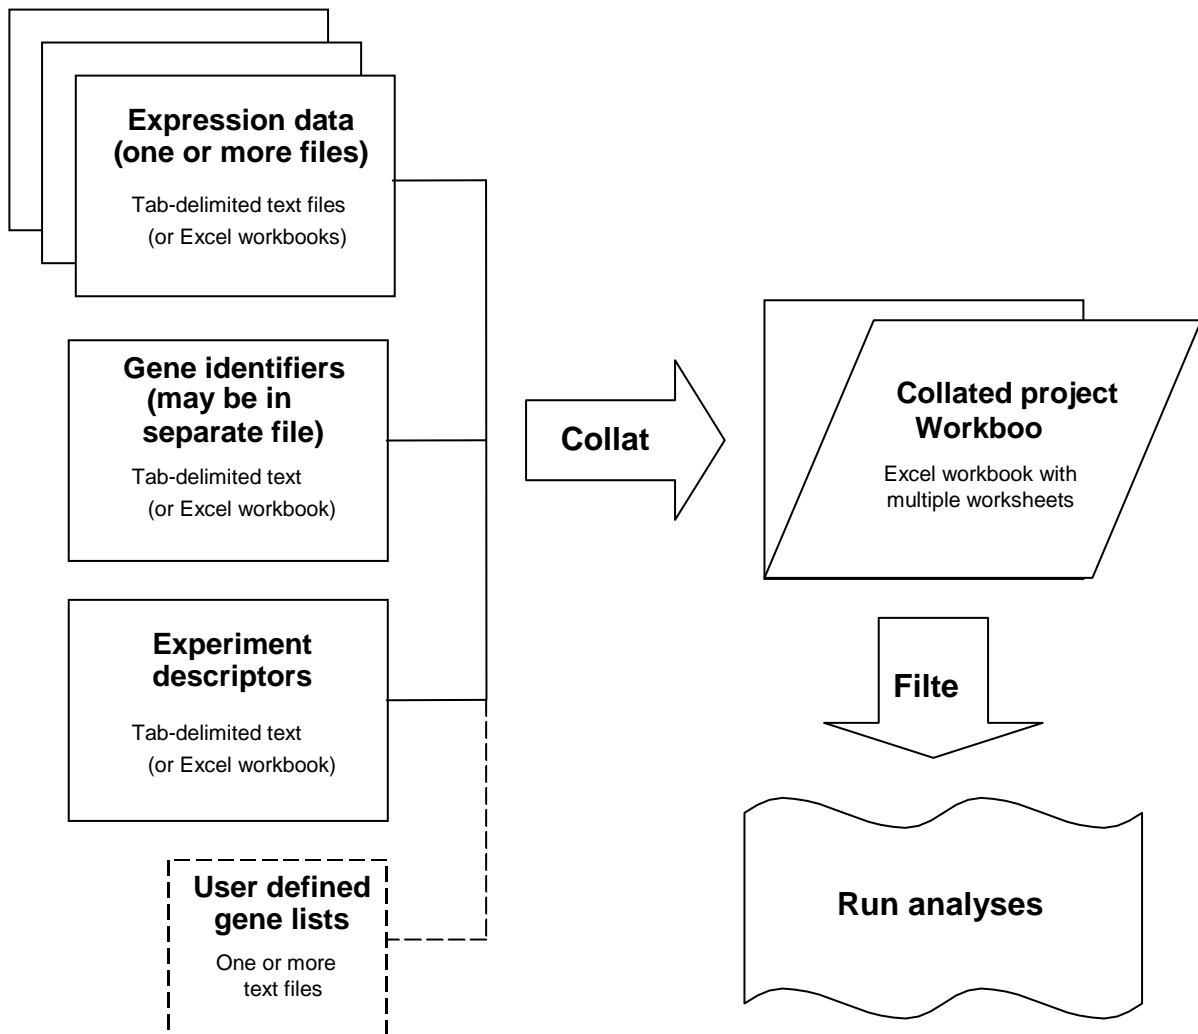 Expression data
(one or more files)
Tab-delimited text files
(or Excel workbooks)
Gene identifiers
(may be in
separate file)
Tab-delimited text
(or Excel workbook)
Experiment
descriptors
Tab-delimited text
(or Excel workbook)
User defined
gene lists
One or more
text files
Collat
Collated project
Workboo
Excel workbook with
multiple worksheets
Filte
Run analyses